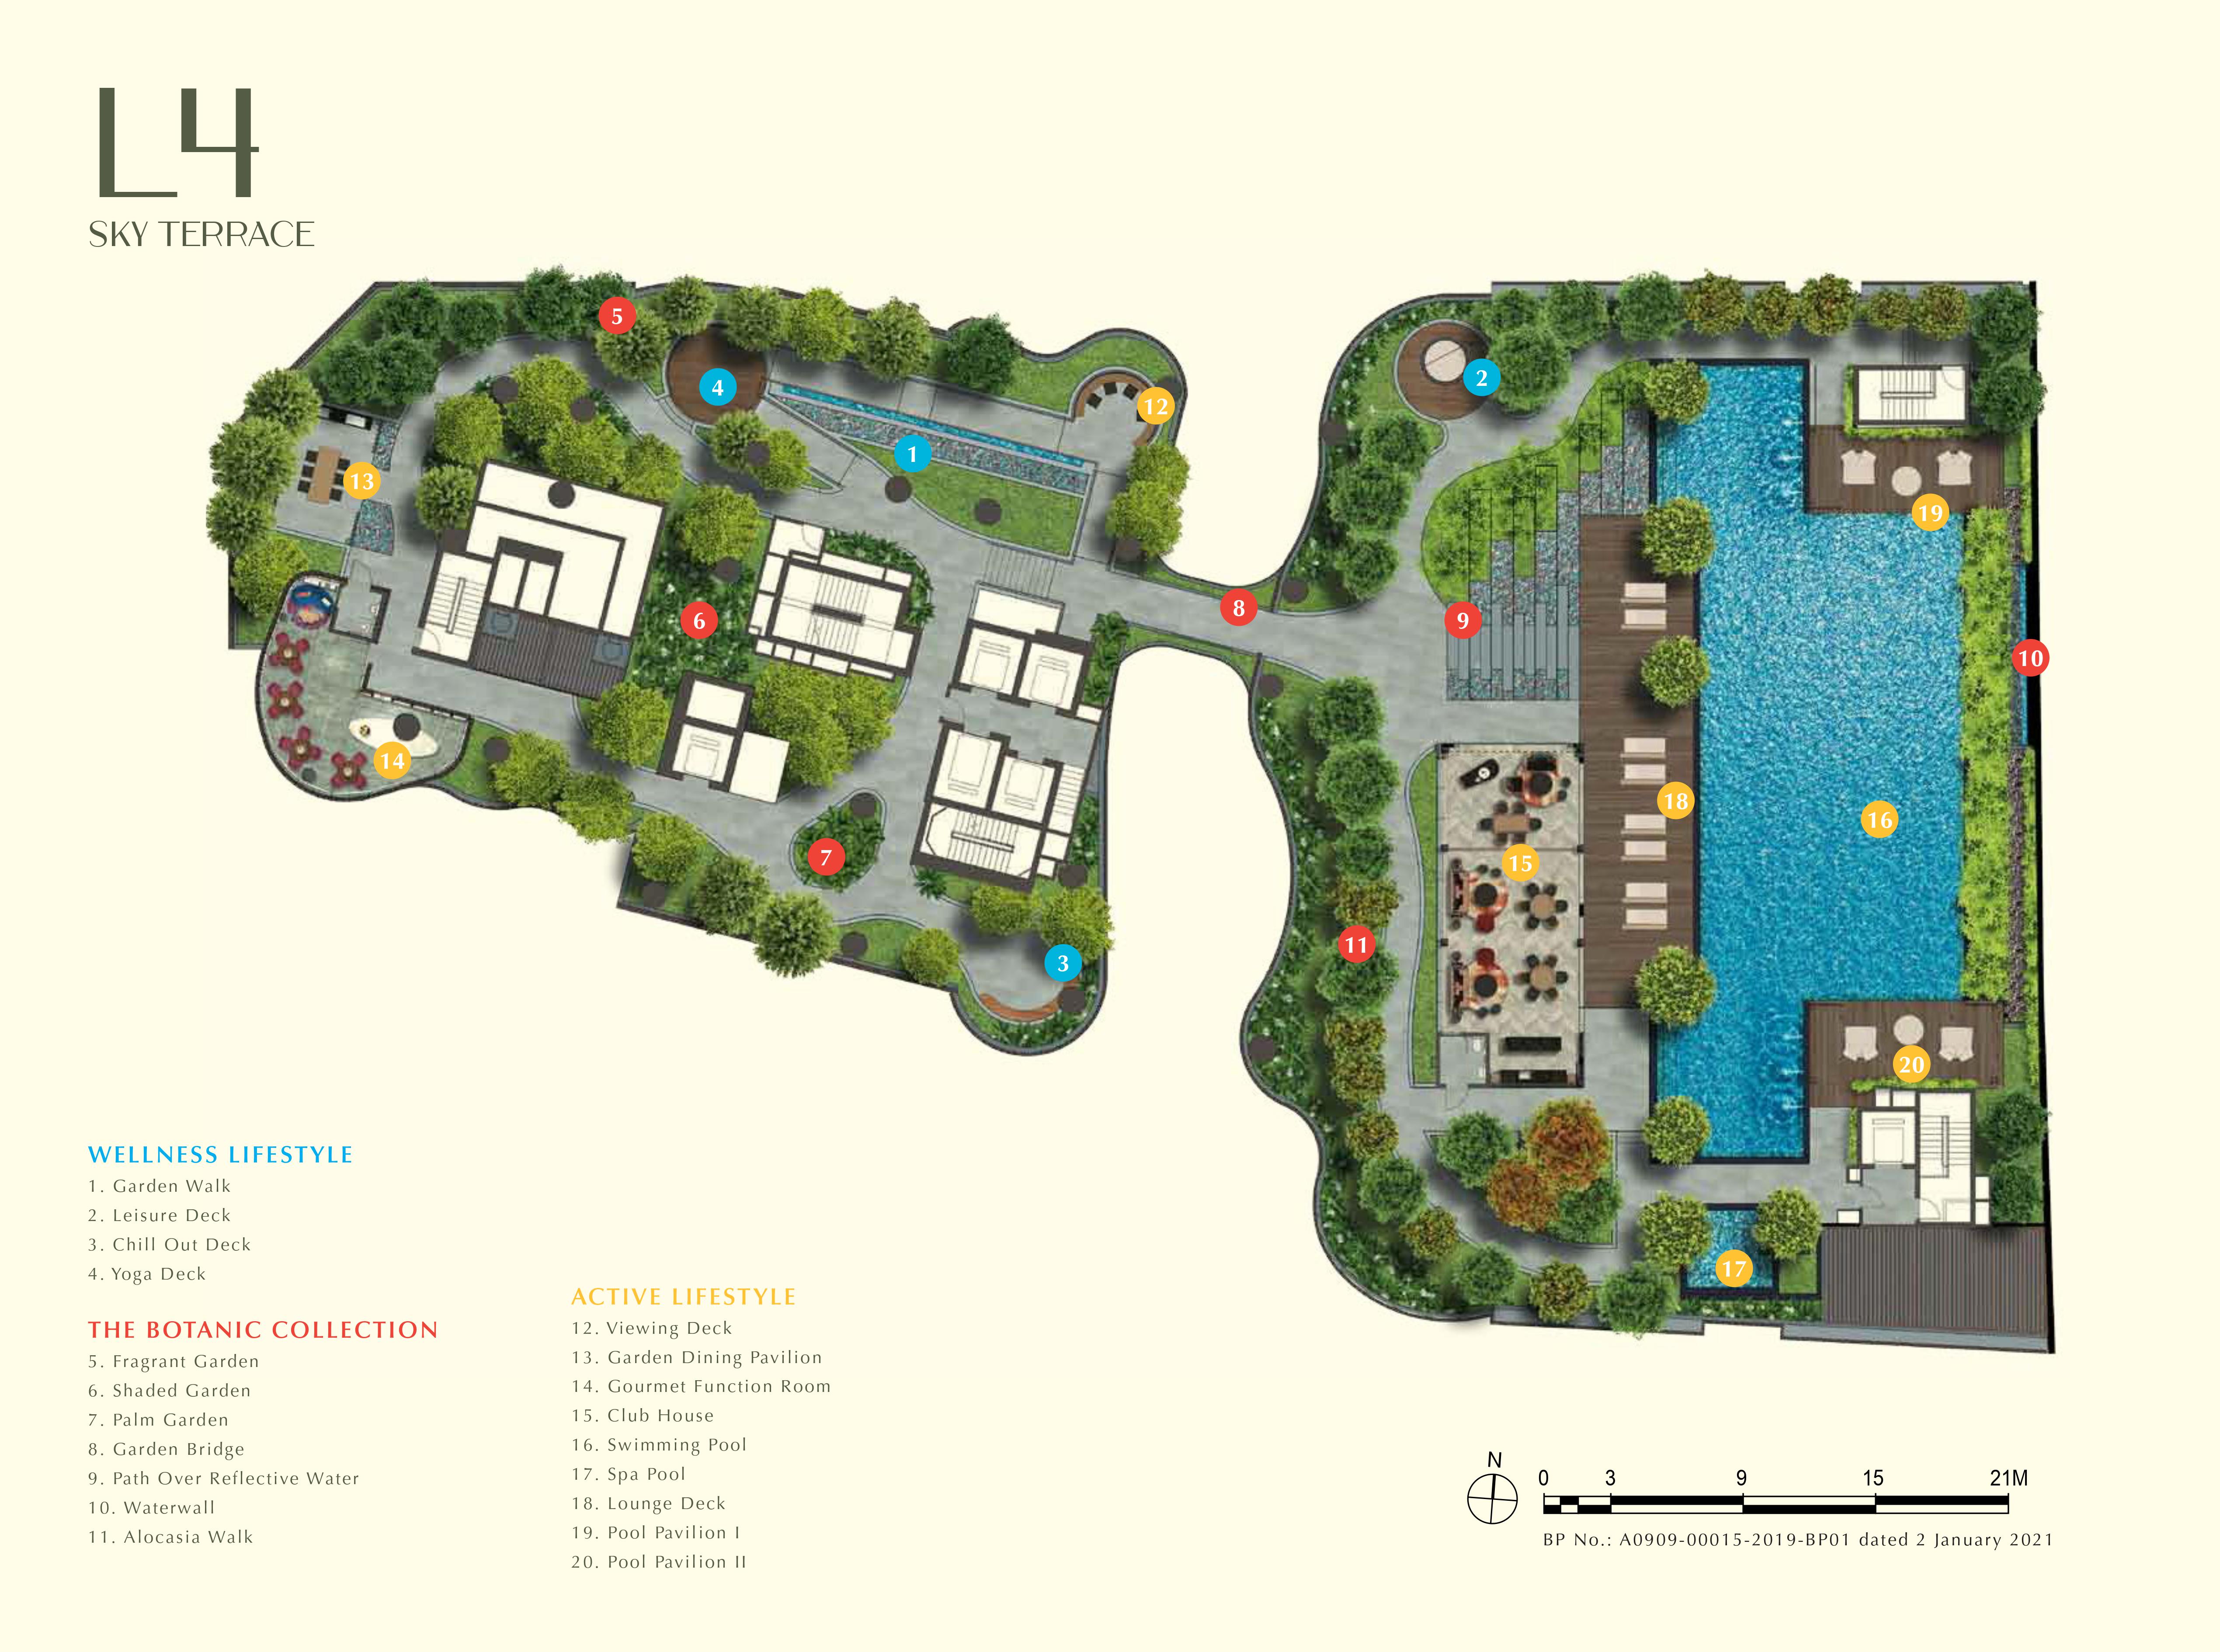 L4
SKY TERRACE
5
4
12
2
1
13
19
8
6
9
10
14
18
16
15
7
11
3
20
17
WELLNESS LIFESTYLE
1. Garden Walk
2. Leisure Deck
3. Chill Out Deck
4. Yoga Deck
THE BOTANIC COLLECTION
5. Fragrant Garden
6. Shaded Garden
7. Palm Garden
8. Garden Bridge
9. Path Over Reflective Water
10. Waterwall
11. Alocasia Walk
ACTIVE LIFESTYLE
12. Viewing Deck
13. Garden Dining Pavilion
14. Gourmet Function Room
15. Club House
16. Swimming Pool
17. Spa Pool
18. Lounge Deck
19. Pool Pavilion I
20. Pool Pavilion II
N
0 3 9 15 21M
BP No.: A0909-00015-2019-BP01 dated 2 January 2021